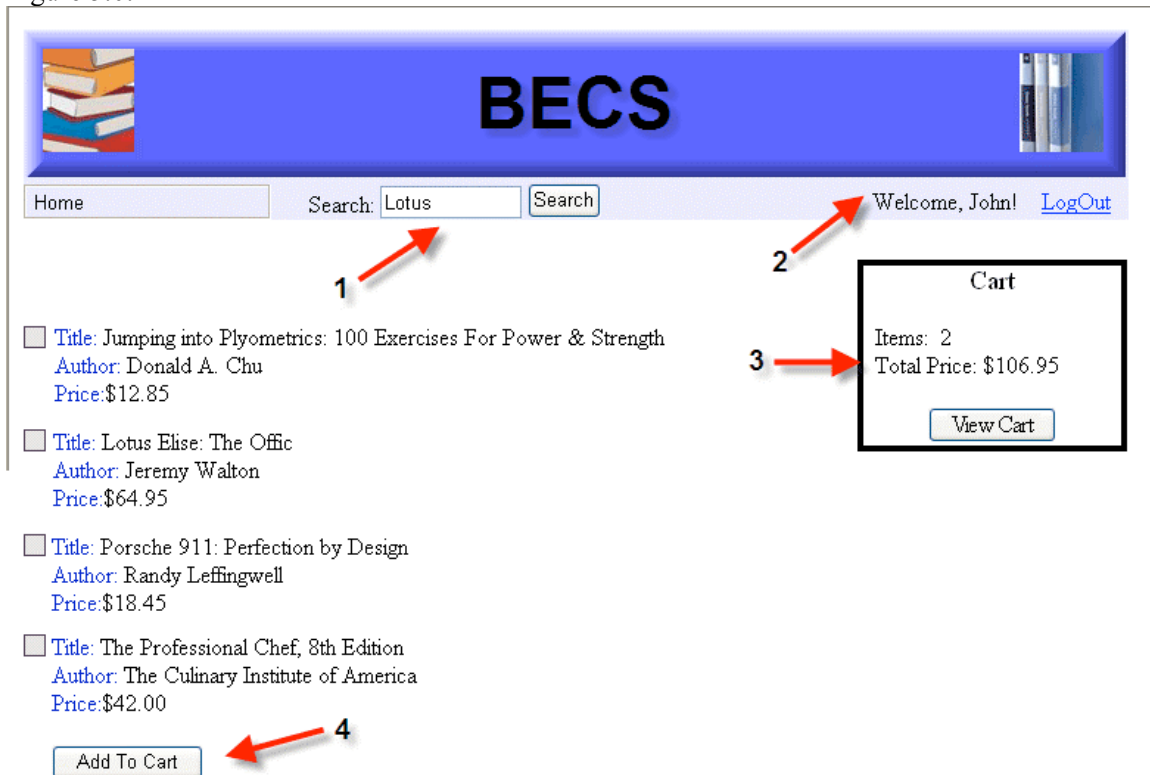 BECS
Home
Search: Lotus
Search
Welcome, John! LogOut
1
2
Cart
Items: 2
Total Price: $106.95
View Cart
3
Title: Jumping into Plyometrics: 100 Exercises For Power & Strength
Author: Donald A. Chu
Price:$12.85
Title: Lotus Elise: The Offic
Author: Jeremy Walton
Price:$64.95
Title: Porsche 911: Perfection by Design
Author: Randy Leffingwell
Price:$18.45
Title: The Professional Chef, 8th Edition
Author: The Culinary Institute of America
Price:$42.00
4
Add To Cart